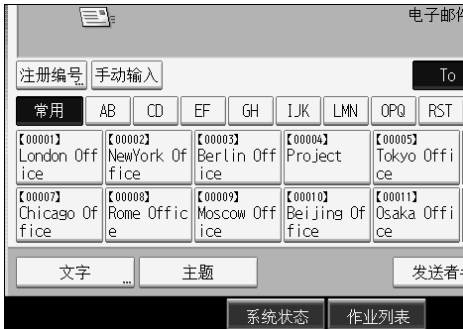 电子邮件
注册编号 手动输入 To
常用 AB CD EF GH IJK LMN OPQ RST
【00001】 【00002】 【00003】 【00004】 【00005】
London Off NewYork Of Berlin Off Project Tokyo Offi
ice ffice ice ce
【00007】 【00008】 【00009】 【00010】 【00011】
Chicago Of Rome Offic Moscow Off Beijing Of Osaka Offi
fice e ice fice ce
文字 ... 主题 发送者
系统状态 作业列表